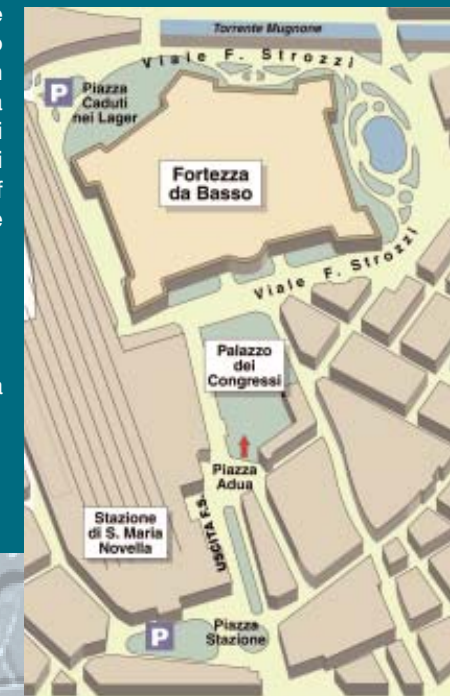 Torrente Mugnone
Viale F. Strozzi
P
Piazza
Caduti
nei Lager
Fortezza
da Basso
Viale F. Strozzi
Palazzo
dei
Congressi
Piazza
Adua
USCITA F.S.
Stazione
di S. Maria
Novella
P
Piazza
Stazione